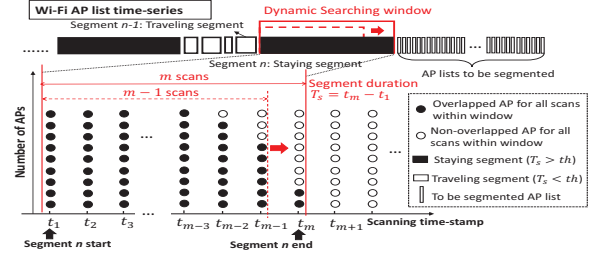 Wi-Fi AP list time-series
Dynamic Searching window
Segment n-1: Traveling segment
......
...
Segment n: Staying segment
AP lists to be segmented
m scans
Segment duration
T_s = t_m − t_1
m − 1 scans
Number of APs
...
...
Overlapped AP for all scans
within window
Non-overlapped AP for all
scans within window
Staying segment (T_s > th)
Traveling segment (T_s < th)
To be segmented AP list
t_1 t_2 t_3 ... t_{m−3} t_{m−2} t_{m−1} t_m t_{m+1} Scanning time-stamp
Segment n start
Segment n end